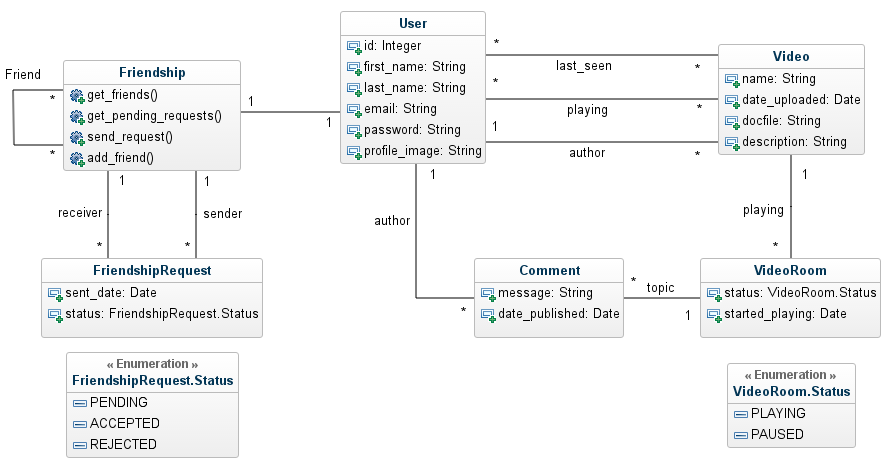 User
id: Integer
first_name: String
last_name: String
email: String
password: String
profile_image: String
Friend
Friendship
get_friends()
get_pending_requests()
send_request()
add_friend()
*
*
1
1
*
last_seen
*
*
playing
*
1
author
*
Video
name: String
date_uploaded: Date
docfile: String
description: String
1
receiver
*
1
sender
*
1
author
*
1
playing
*
FriendshipRequest
sent_date: Date
status: FriendshipRequest.Status
Comment
message: String
date_published: Date
*
topic
1
VideoRoom
status: VideoRoom.Status
started_playing: Date
« Enumeration »
FriendshipRequest.Status
PENDING
ACCEPTED
REJECTED
« Enumeration »
VideoRoom.Status
PLAYING
PAUSED